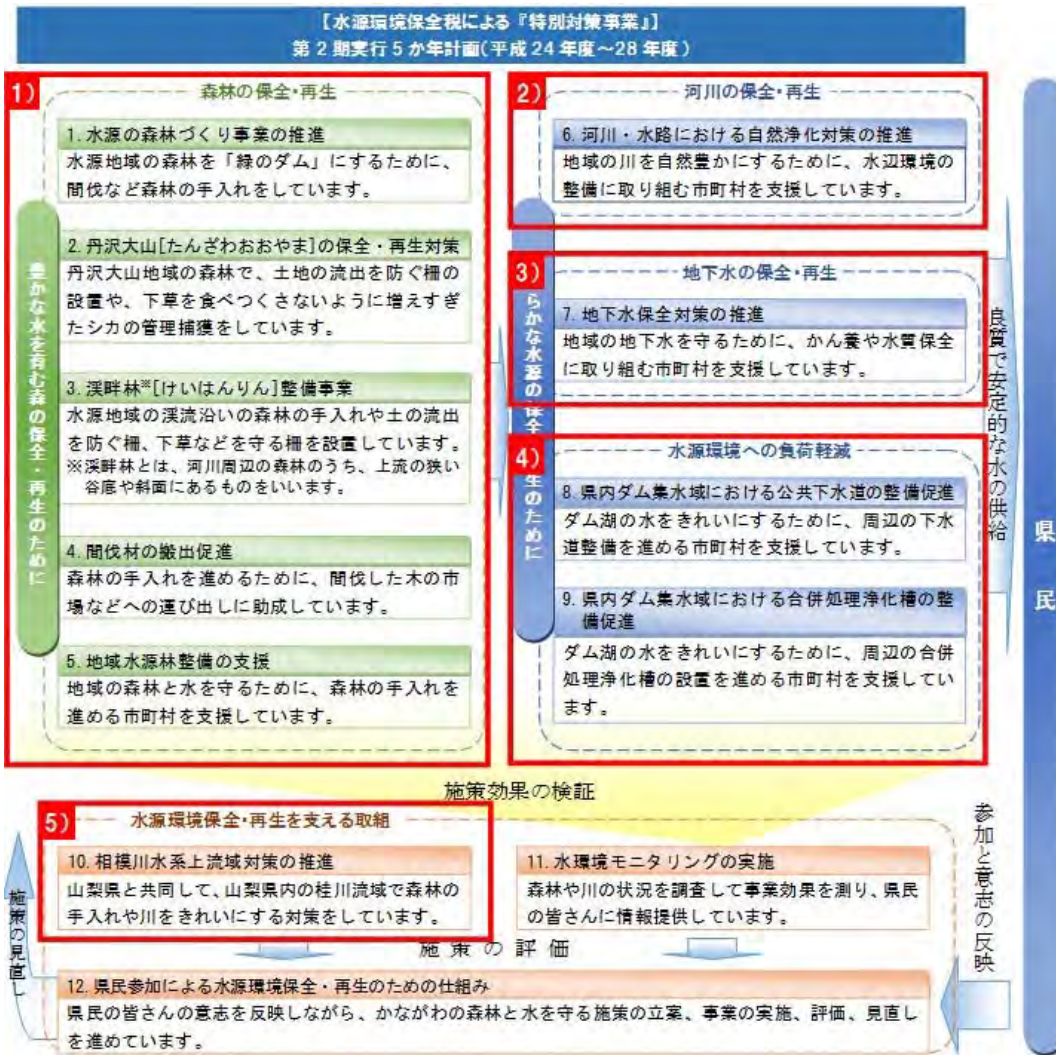 【水源環境保全税による『特別対策事業』】
第2期実行5か年計画(平成24年度～28年度)
1)
森林の保全・再生
1. 水源の森林づくり事業の推進
水源地域の森林を「緑のダム」にするために、
間伐など森林の手入れをしています。
2. 丹沢大山[たんざわおおやま]の保全・再生対策
丹沢大山地域の森林で、土地の流出を防ぐ柵の
設置や、下草を食べつくさないように増えすぎ
たシカの管理捕獲をしています。
3. 渓畔林※[けいはんりん]整備事業
水源地域の渓流沿いの森林の手入れや土の流出
を防ぐ柵、下草などを守る柵を設置しています。
※渓畔林とは、河川周辺の森林のうち、上流の狭い
谷底や斜面にあるものをいいます。
4. 間伐材の搬出促進
森林の手入れを進めるために、間伐した木の市
場などへの運び出しに助成しています。
5. 地域水源林整備の支援
地域の森林と水を守るために、森林の手入れを
進める市町村を支援しています。
豊かな水を育む森の保全・再生のために
2)
河川の保全・再生
6. 河川・水路における自然浄化対策の推進
地域の川を自然豊かにするために、水辺環境の
整備に取り組む市町村を支援しています。
3)
地下水の保全・再生
7. 地下水保全対策の推進
地域の地下水を守るために、かん養や水質保全
に取り組む市町村を支援しています。
らかな水源の保全
生のために
4)
水源環境への負荷軽減
8. 県内ダム集水域における公共下水道の整備促進
ダム湖の水をきれいにするために、周辺の下水
道整備を進める市町村を支援しています。
9. 県内ダム集水域における合併処理浄化槽の整
備促進
ダム湖の水をきれいにするために、周辺の合併
処理浄化槽の設置を進める市町村を支援してい
ます。
良質で安定的な水の供給
県民
施策効果の検証
5)
水源環境保全・再生を支える取組
10. 相模川水系上流域対策の推進
山梨県と共同して、山梨県内の桂川流域で森林の
手入れや川をきれいにする対策をしています。
11. 水環境モニタリングの実施
森林や川の状況を調査して事業効果を測り、県民
の皆さんに情報提供しています。
施策の評価
12. 県民参加による水源環境保全・再生のための仕組み
県民の皆さんの意志を反映しながら、かながわの森林と水を守る施策の立案、事業の実施、評価、見直し
を進めています。
施策の見直し
参加と意志の反映